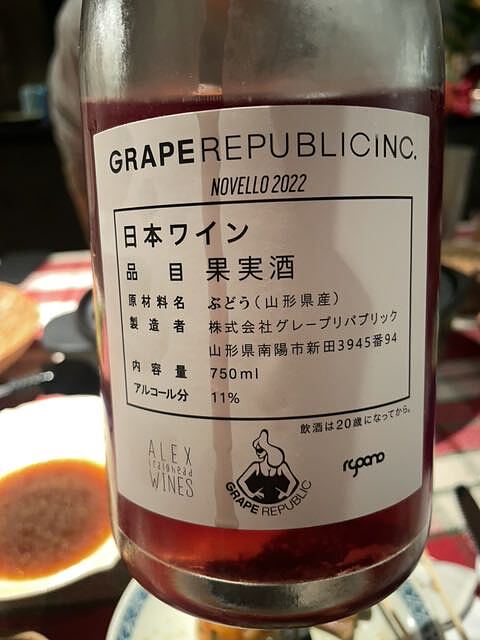 GRAPEREPUBLICINC.
NOVELLO 2022
日本ワイン
品目 果実酒
原材料名 ぶどう(山形県産)
製造者 株式会社グレープリパブリック
山形県南陽市新田3945番94
内容量 750ml
アルコール分 11%
飲酒は20歳になってから。
ALEX
craighead
WINES
GRAPE REPUBLIC